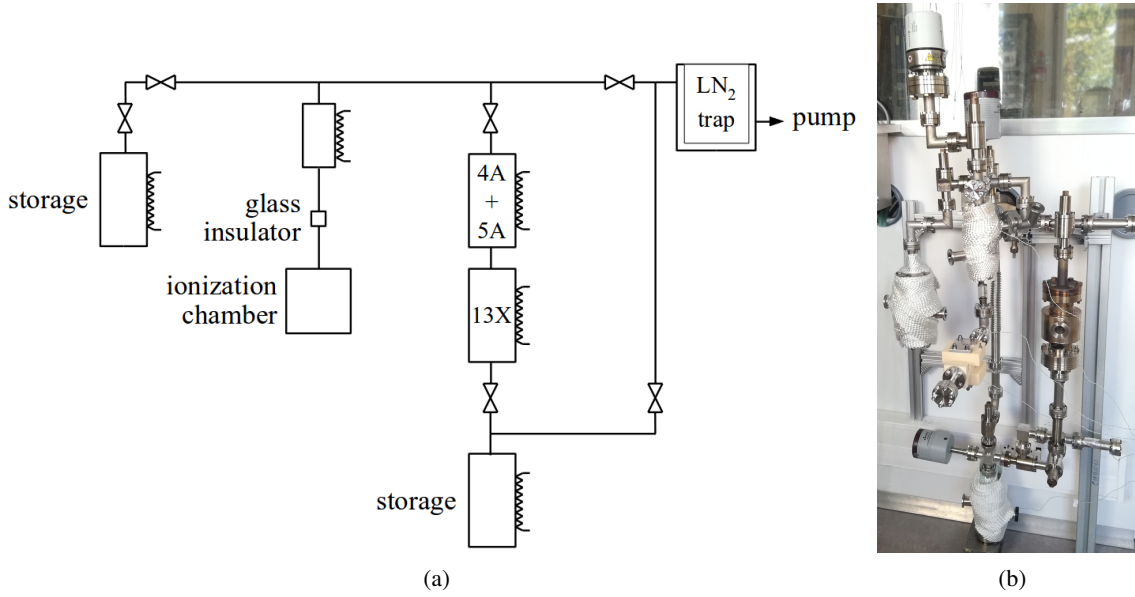 LN₂
trap
pump
storage
glass
insulator
ionization
chamber
4A
+
5A
13X
storage
(a)
(b)